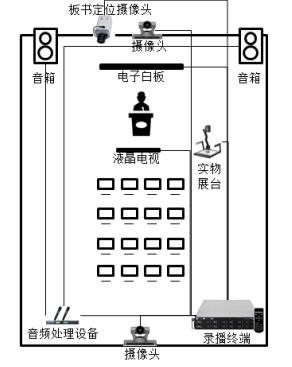 板书定位摄像头
摄像头
音箱
音箱
电子白板
液晶电视
实物
展台
音频处理设备
录播终端
摄像头